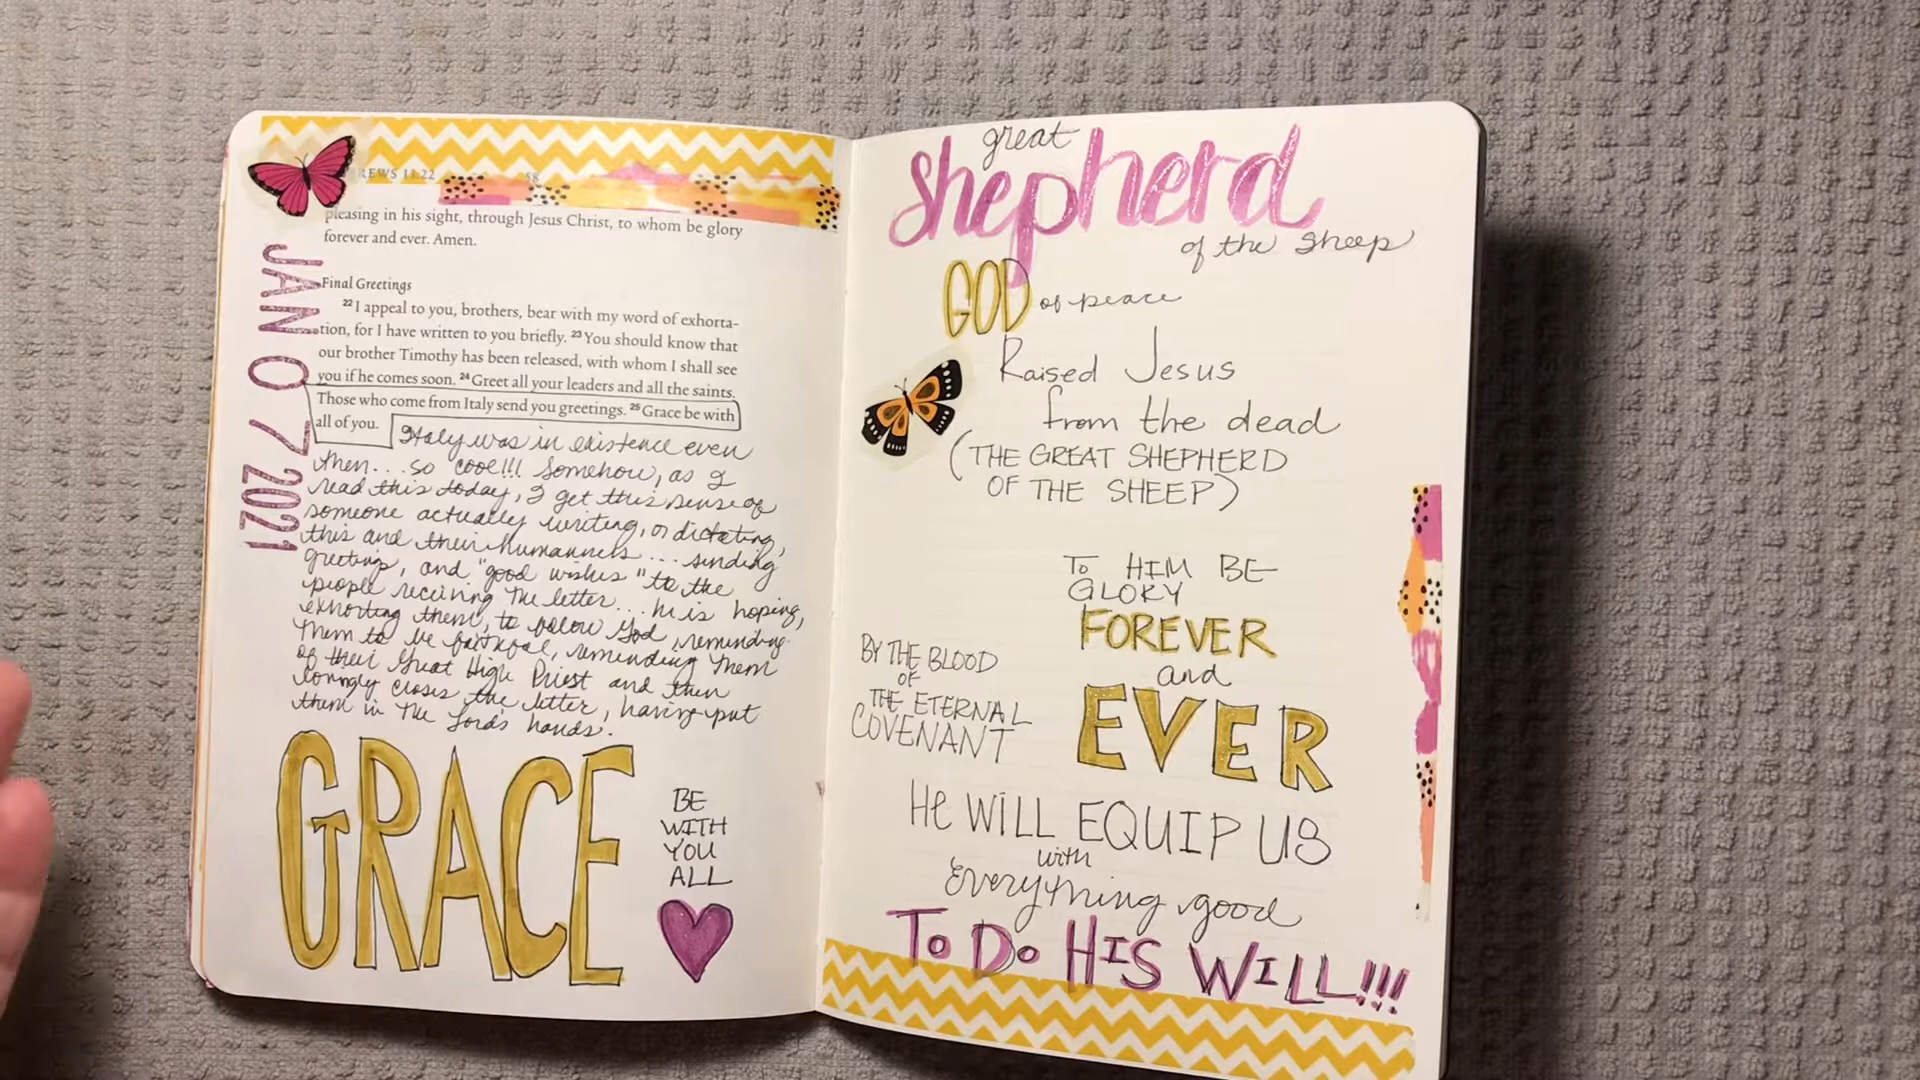 REWS 11:22 58
pleasing in his sight, through Jesus Christ, to whom be glory
forever and ever. Amen.
Final Greetings
22 I appeal to you, brothers, bear with my word of exhorta-
tion, for I have written to you briefly. 23 You should know that
our brother Timothy has been released, with whom I shall see
you if he comes soon. 24 Greet all your leaders and all the saints.
Those who come from Italy send you greetings. 25 Grace be with
all of you.
JAN 07 2021
Italy was in existence even
then... so cool!!! Somehow, as I
read this today, I get this sense of
someone actually writing, or dictating,
this and their humanness... sending
greetings, and "good wishes" to the
people receiving the letter... he is hoping,
exhorting them, to follow God, reminding
them to be faithful, reminding them
of their Great High Priest and then
lovingly closes the letter, having put
them in the Lord's hands.
GRACE
BE
WITH
YOU
ALL
great
shepherd
of the sheep
GOD of peace
Raised Jesus
from the dead
(THE GREAT SHEPHERD
OF THE SHEEP)
TO HIM BE
GLORY
FOREVER
and
EVER
BY THE BLOOD
OF
THE ETERNAL
COVENANT
HE WILL EQUIP US
with
Everything good
TO DO HIS WILL!!!